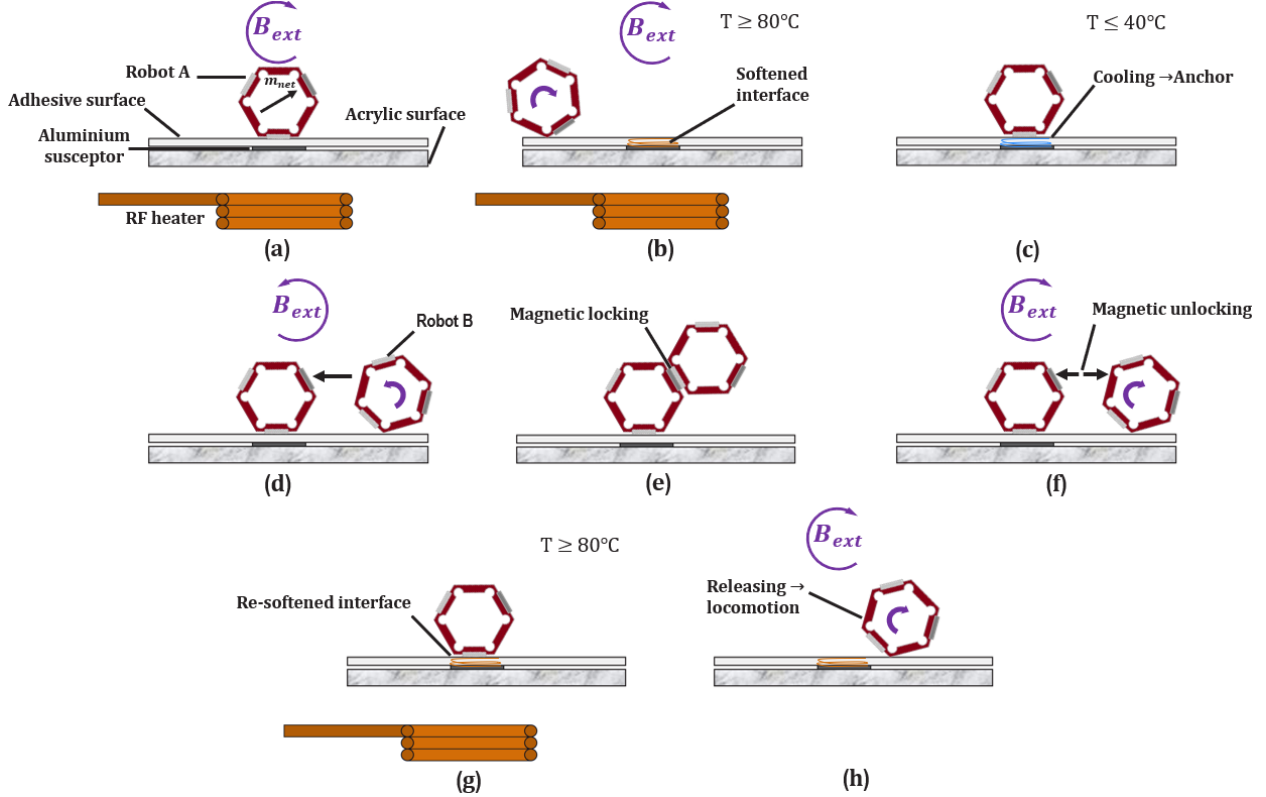 B_ext
Robot A
m_net
Adhesive surface
Aluminium
susceptor
Acrylic surface
RF heater
(a)
B_ext
T ≥ 80°C
Softened
interface
(b)
T ≤ 40°C
Cooling →Anchor
(c)
B_ext
Robot B
(d)
Magnetic locking
(e)
B_ext
Magnetic unlocking
(f)
T ≥ 80°C
Re-softened interface
(g)
B_ext
Releasing →
locomotion
(h)